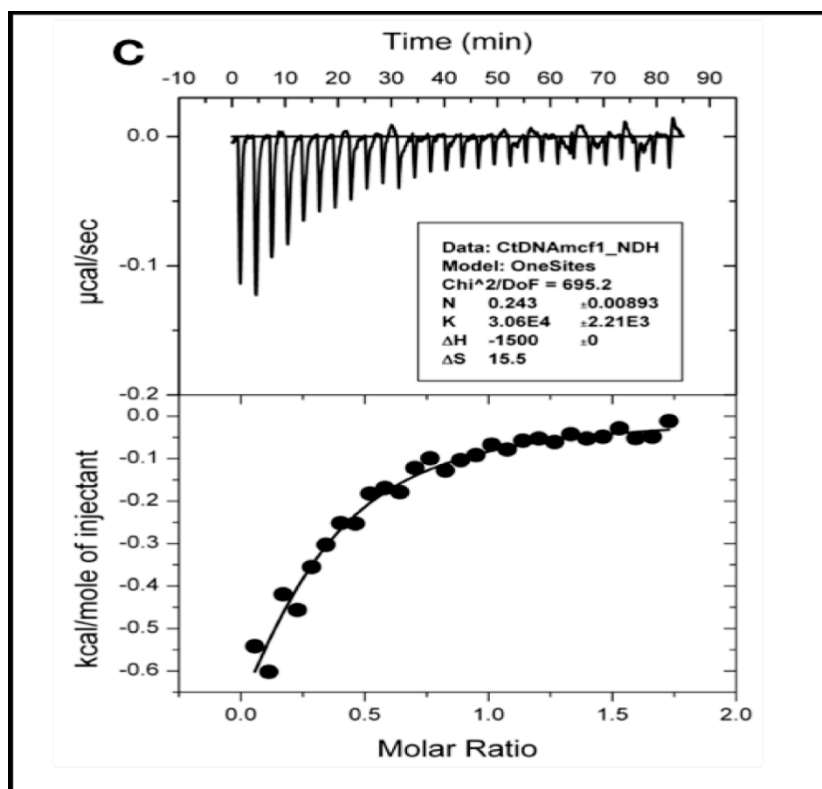 C
Time (min)
-10 0 10 20 30 40 50 60 70 80 90
0.0
-0.1
-0.2
µcal/sec
Data: CtDNAmcf1_NDH
Model: OneSites
Chi^2/DoF = 695.2
N 0.243 ±0.00893
K 3.06E4 ±2.21E3
ΔH -1500 ±0
ΔS 15.5
0.0
-0.1
-0.2
-0.3
-0.4
-0.5
-0.6
kcal/mole of injectant
0.0 0.5 1.0 1.5 2.0
Molar Ratio